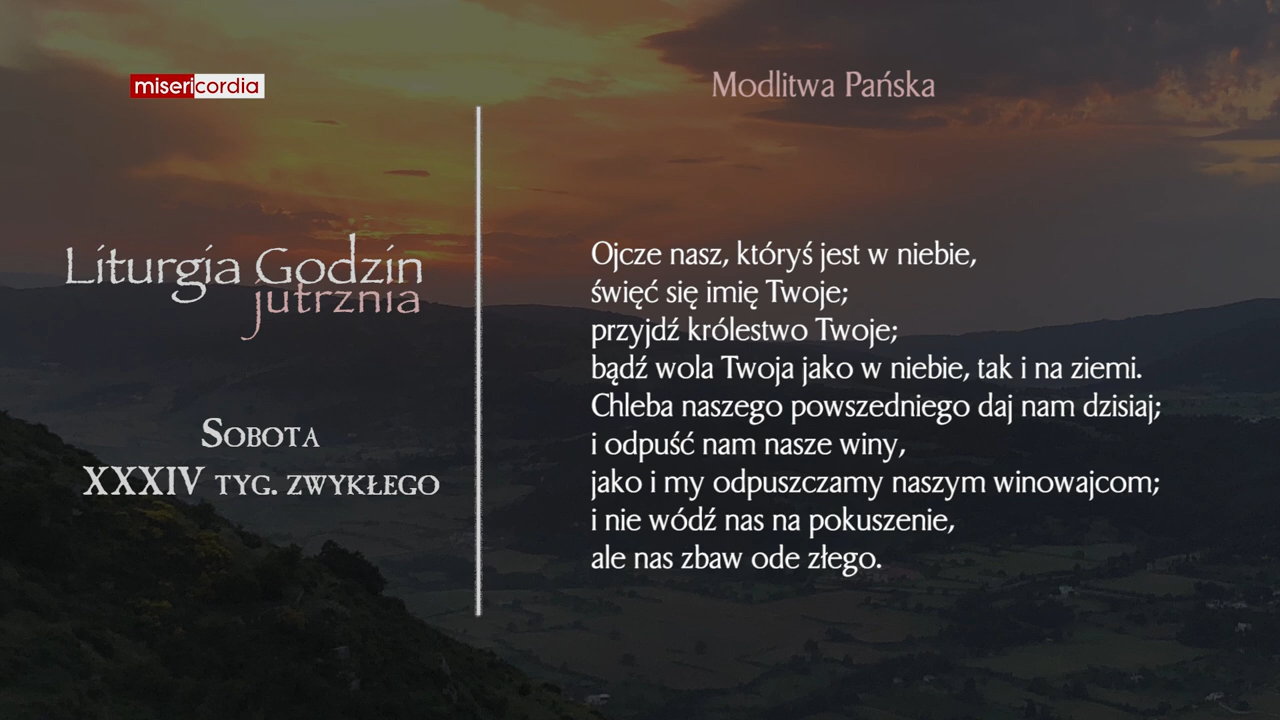 misericordia
Liturgia Godzin
jutrznia
Sobota
XXXIV tyg. zwykłego
Modlitwa Pańska
Ojcze nasz, któryś jest w niebie,
święć się imię Twoje;
przyjdź królestwo Twoje;
bądź wola Twoja jako w niebie, tak i na ziemi.
Chleba naszego powszedniego daj nam dzisiaj;
i odpuść nam nasze winy,
jako i my odpuszczamy naszym winowajcom;
i nie wódź nas na pokuszenie,
ale nas zbaw ode złego.